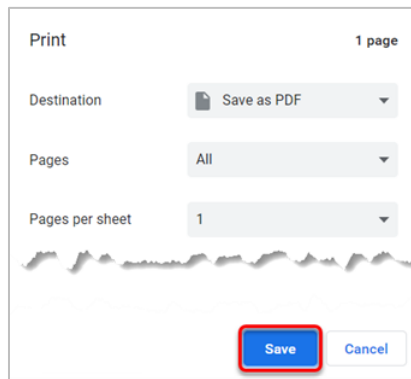 Print 1 page
Destination Save as PDF
Pages All
Pages per sheet 1
Save Cancel